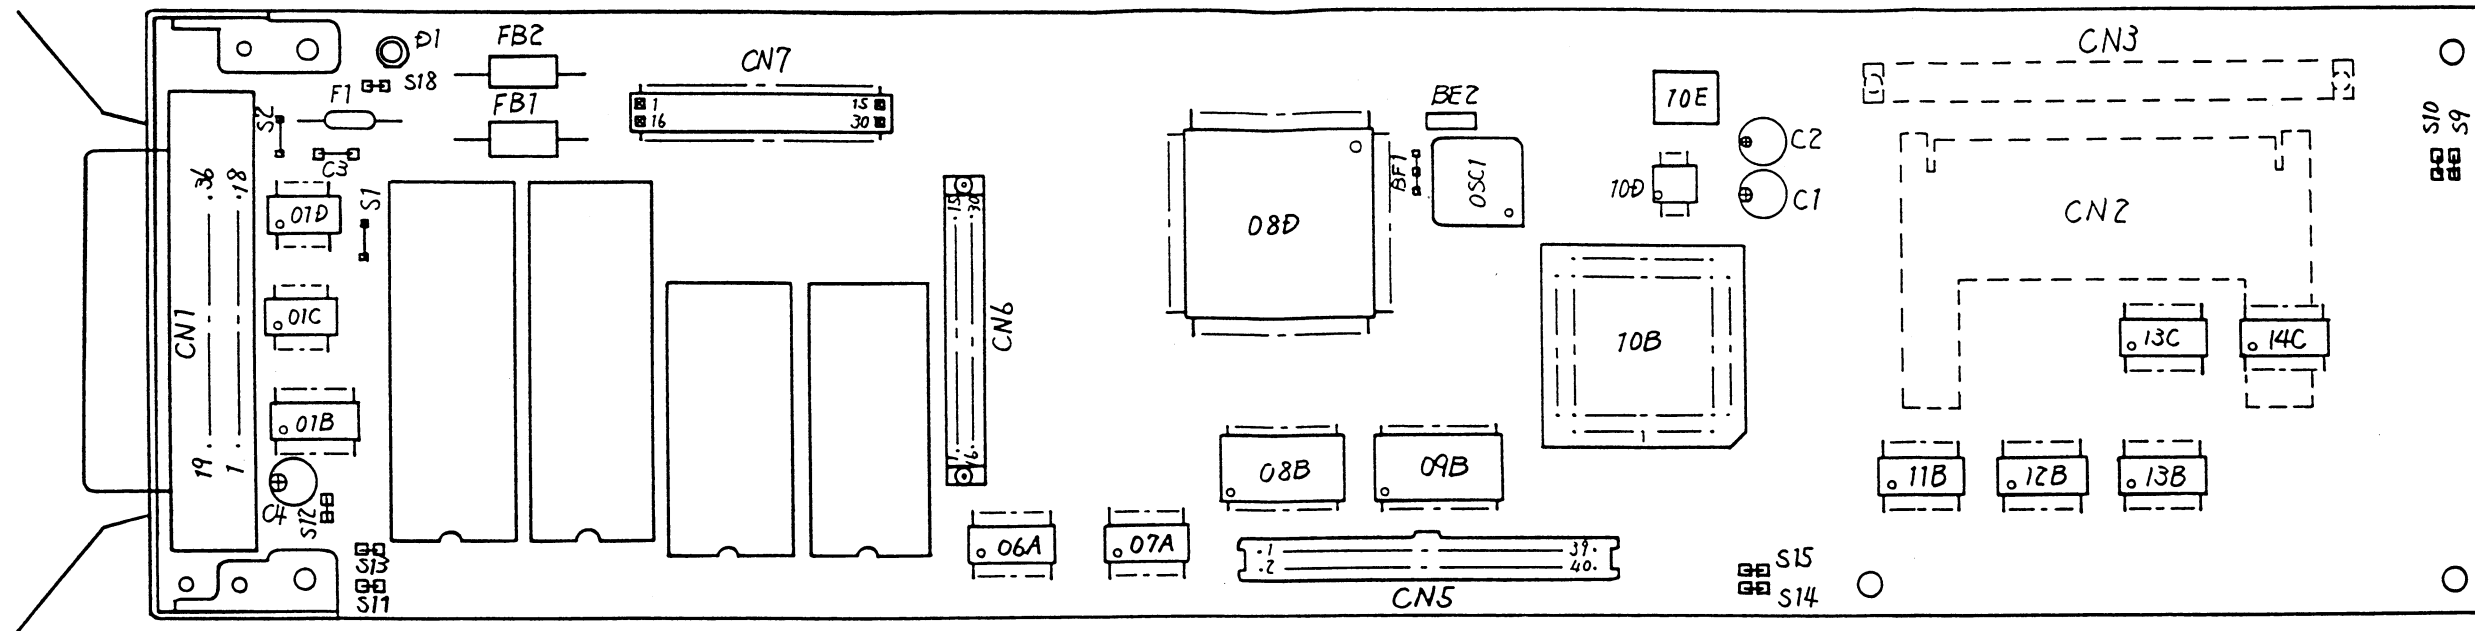 D1
S18
FB2
CN7
F1
FB1
1 15
16 30
S2
C3
36 18
01D
S1
01C
CN1
01B
19 1
C4
S12
S13
S11
15 30
CN6
1 16
06A
07A
08D
BE2
BF1
OSC1
10E
10D
C2
C1
10B
08B
09B
1 39
2 40
CN5
S15
S14
CN3
CN2
S10
S9
13C
14C
11B
12B
13B